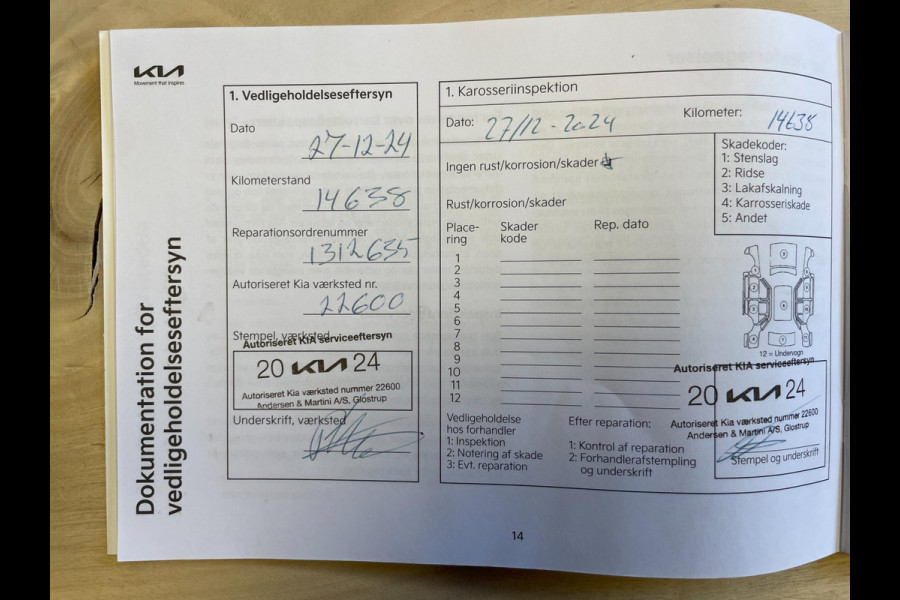 KIA
Movement that inspires
Dokumentation for
vedligeholdelseseftersyn
1. Vedligeholdelseseftersyn
Dato
27-12-24
Kilometerstand
14638
Reparationsordrenummer
1312635
Autoriseret Kia værksted nr.
22600
Stempel, værksted
Autoriseret KIA serviceeftersyn
20 KIA 24
Autoriseret Kia værksted nummer 22600
Andersen & Martini A/S, Glostrup
Underskrift, værksted
1. Karosseriinspektion
Dato: 27/12-2024 Kilometer: 14638
Ingen rust/korrosion/skader
Rust/korrosion/skader
Place-
ring
Skader
kode
Rep. dato
1
2
3
4
5
6
7
8
9
10
11
12
Skadekoder:
1: Stenslag
2: Ridse
3: Lakafskalning
4: Karrosseriskade
5: Andet
12 = Undervogn
Autoriseret KIA serviceeftersyn
20 KIA 24
Autoriseret Kia værksted nummer 22600
Andersen & Martini A/S, Glostrup
Stempel og underskrift
Vedligeholdelse
hos forhandler
1: Inspektion
2: Notering af skade
3: Evt. reparation
Efter reparation:
1: Kontrol af reparation
2: Forhandlerafstempling
og underskrift
14